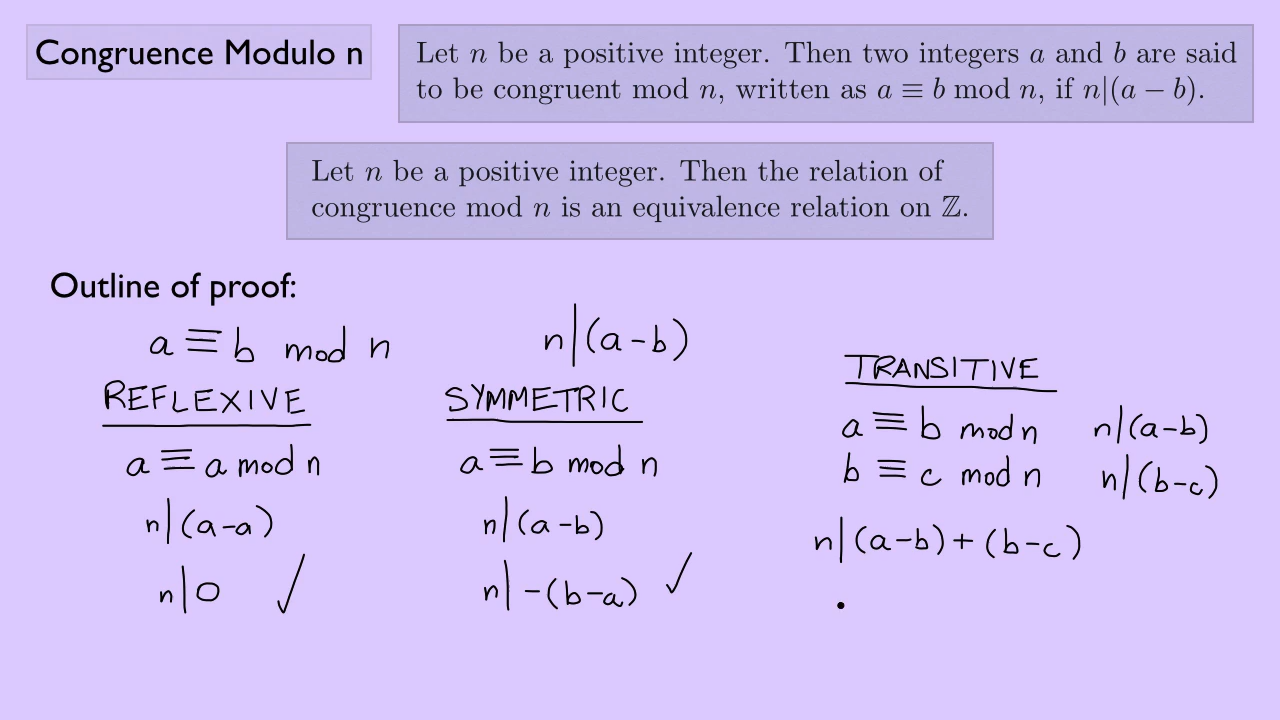 Congruence Modulo n
Let n be a positive integer. Then two integers a and b are said
to be congruent mod n, written as a ≡ b mod n, if n|(a − b).
Let n be a positive integer. Then the relation of
congruence mod n is an equivalence relation on ℤ.
Outline of proof:
a ≡ b mod n
n|(a-b)
REFLEXIVE
a ≡ a mod n
n|(a-a)
n|0 ✓
SYMMETRIC
a ≡ b mod n
n|(a-b)
n|-(b-a) ✓
TRANSITIVE
a ≡ b mod n n|(a-b)
b ≡ c mod n n|(b-c)
n|(a-b)+(b-c)